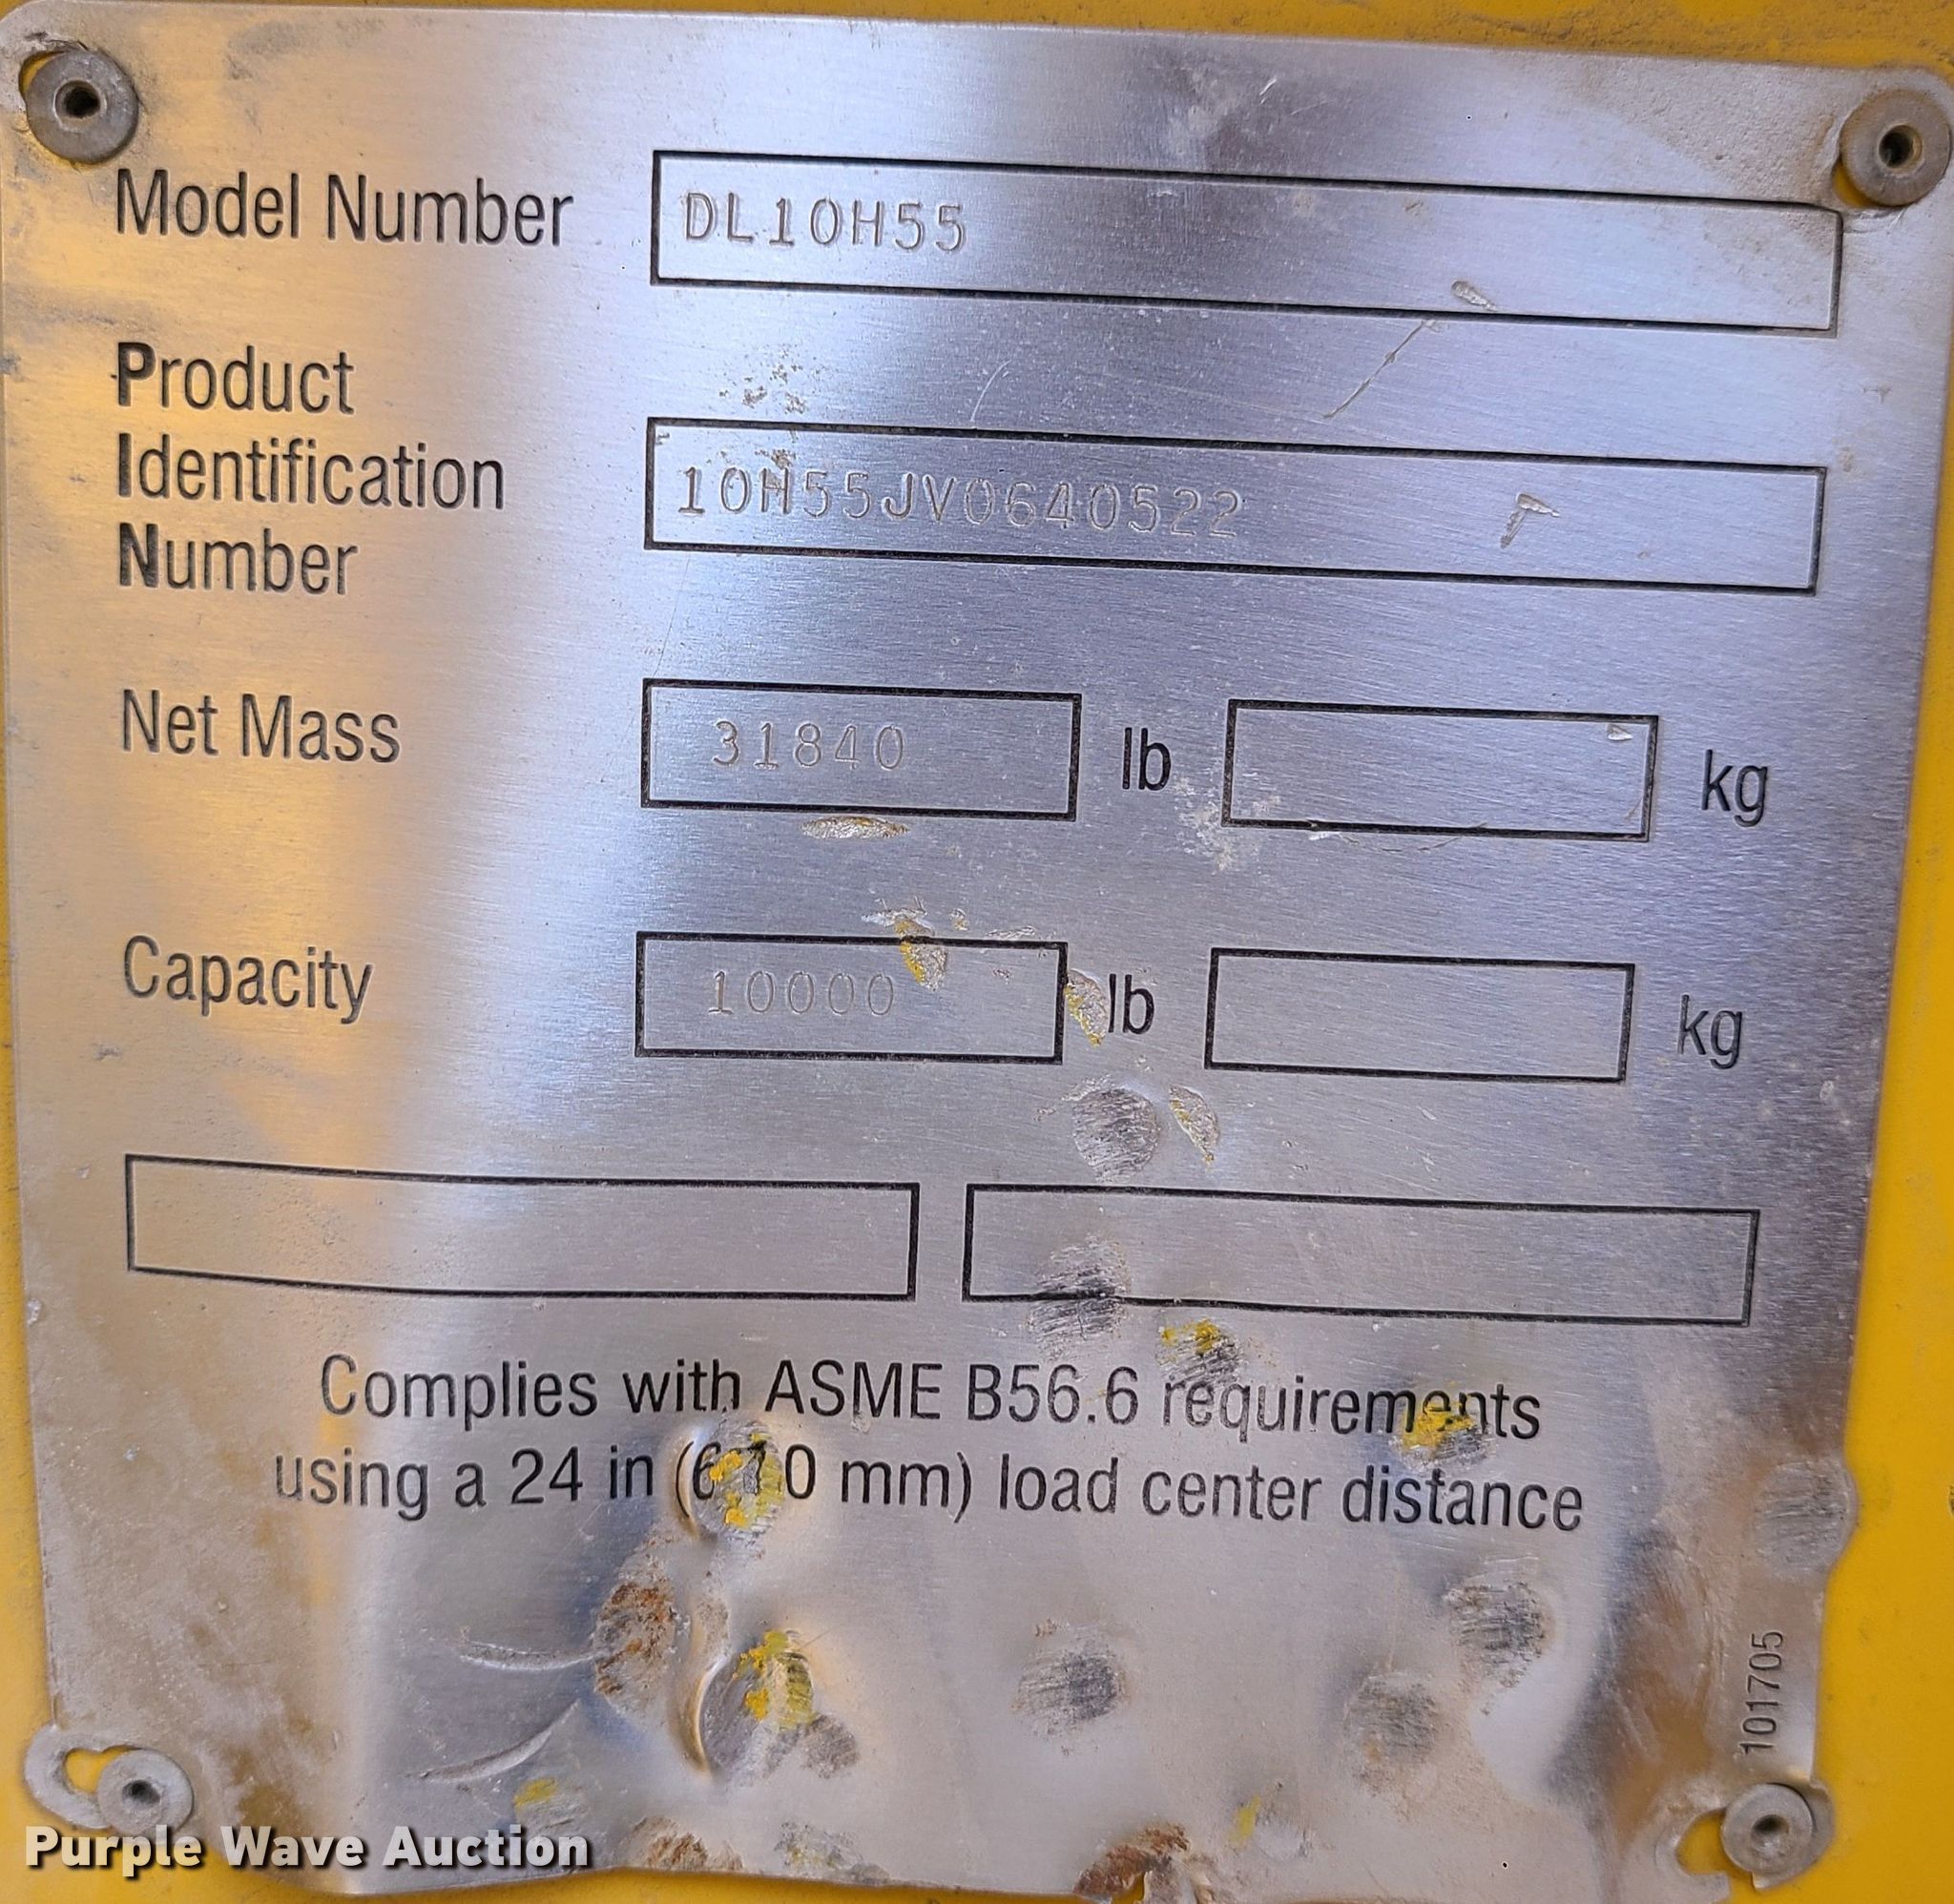 Model Number DL10H55
Product
Identification 10H55JV0640522
Number
Net Mass 31840 lb kg
Capacity 10000 lb kg
Complies with ASME B56.6 requirements
using a 24 in (610 mm) load center distance
101705
Purple Wave Auction